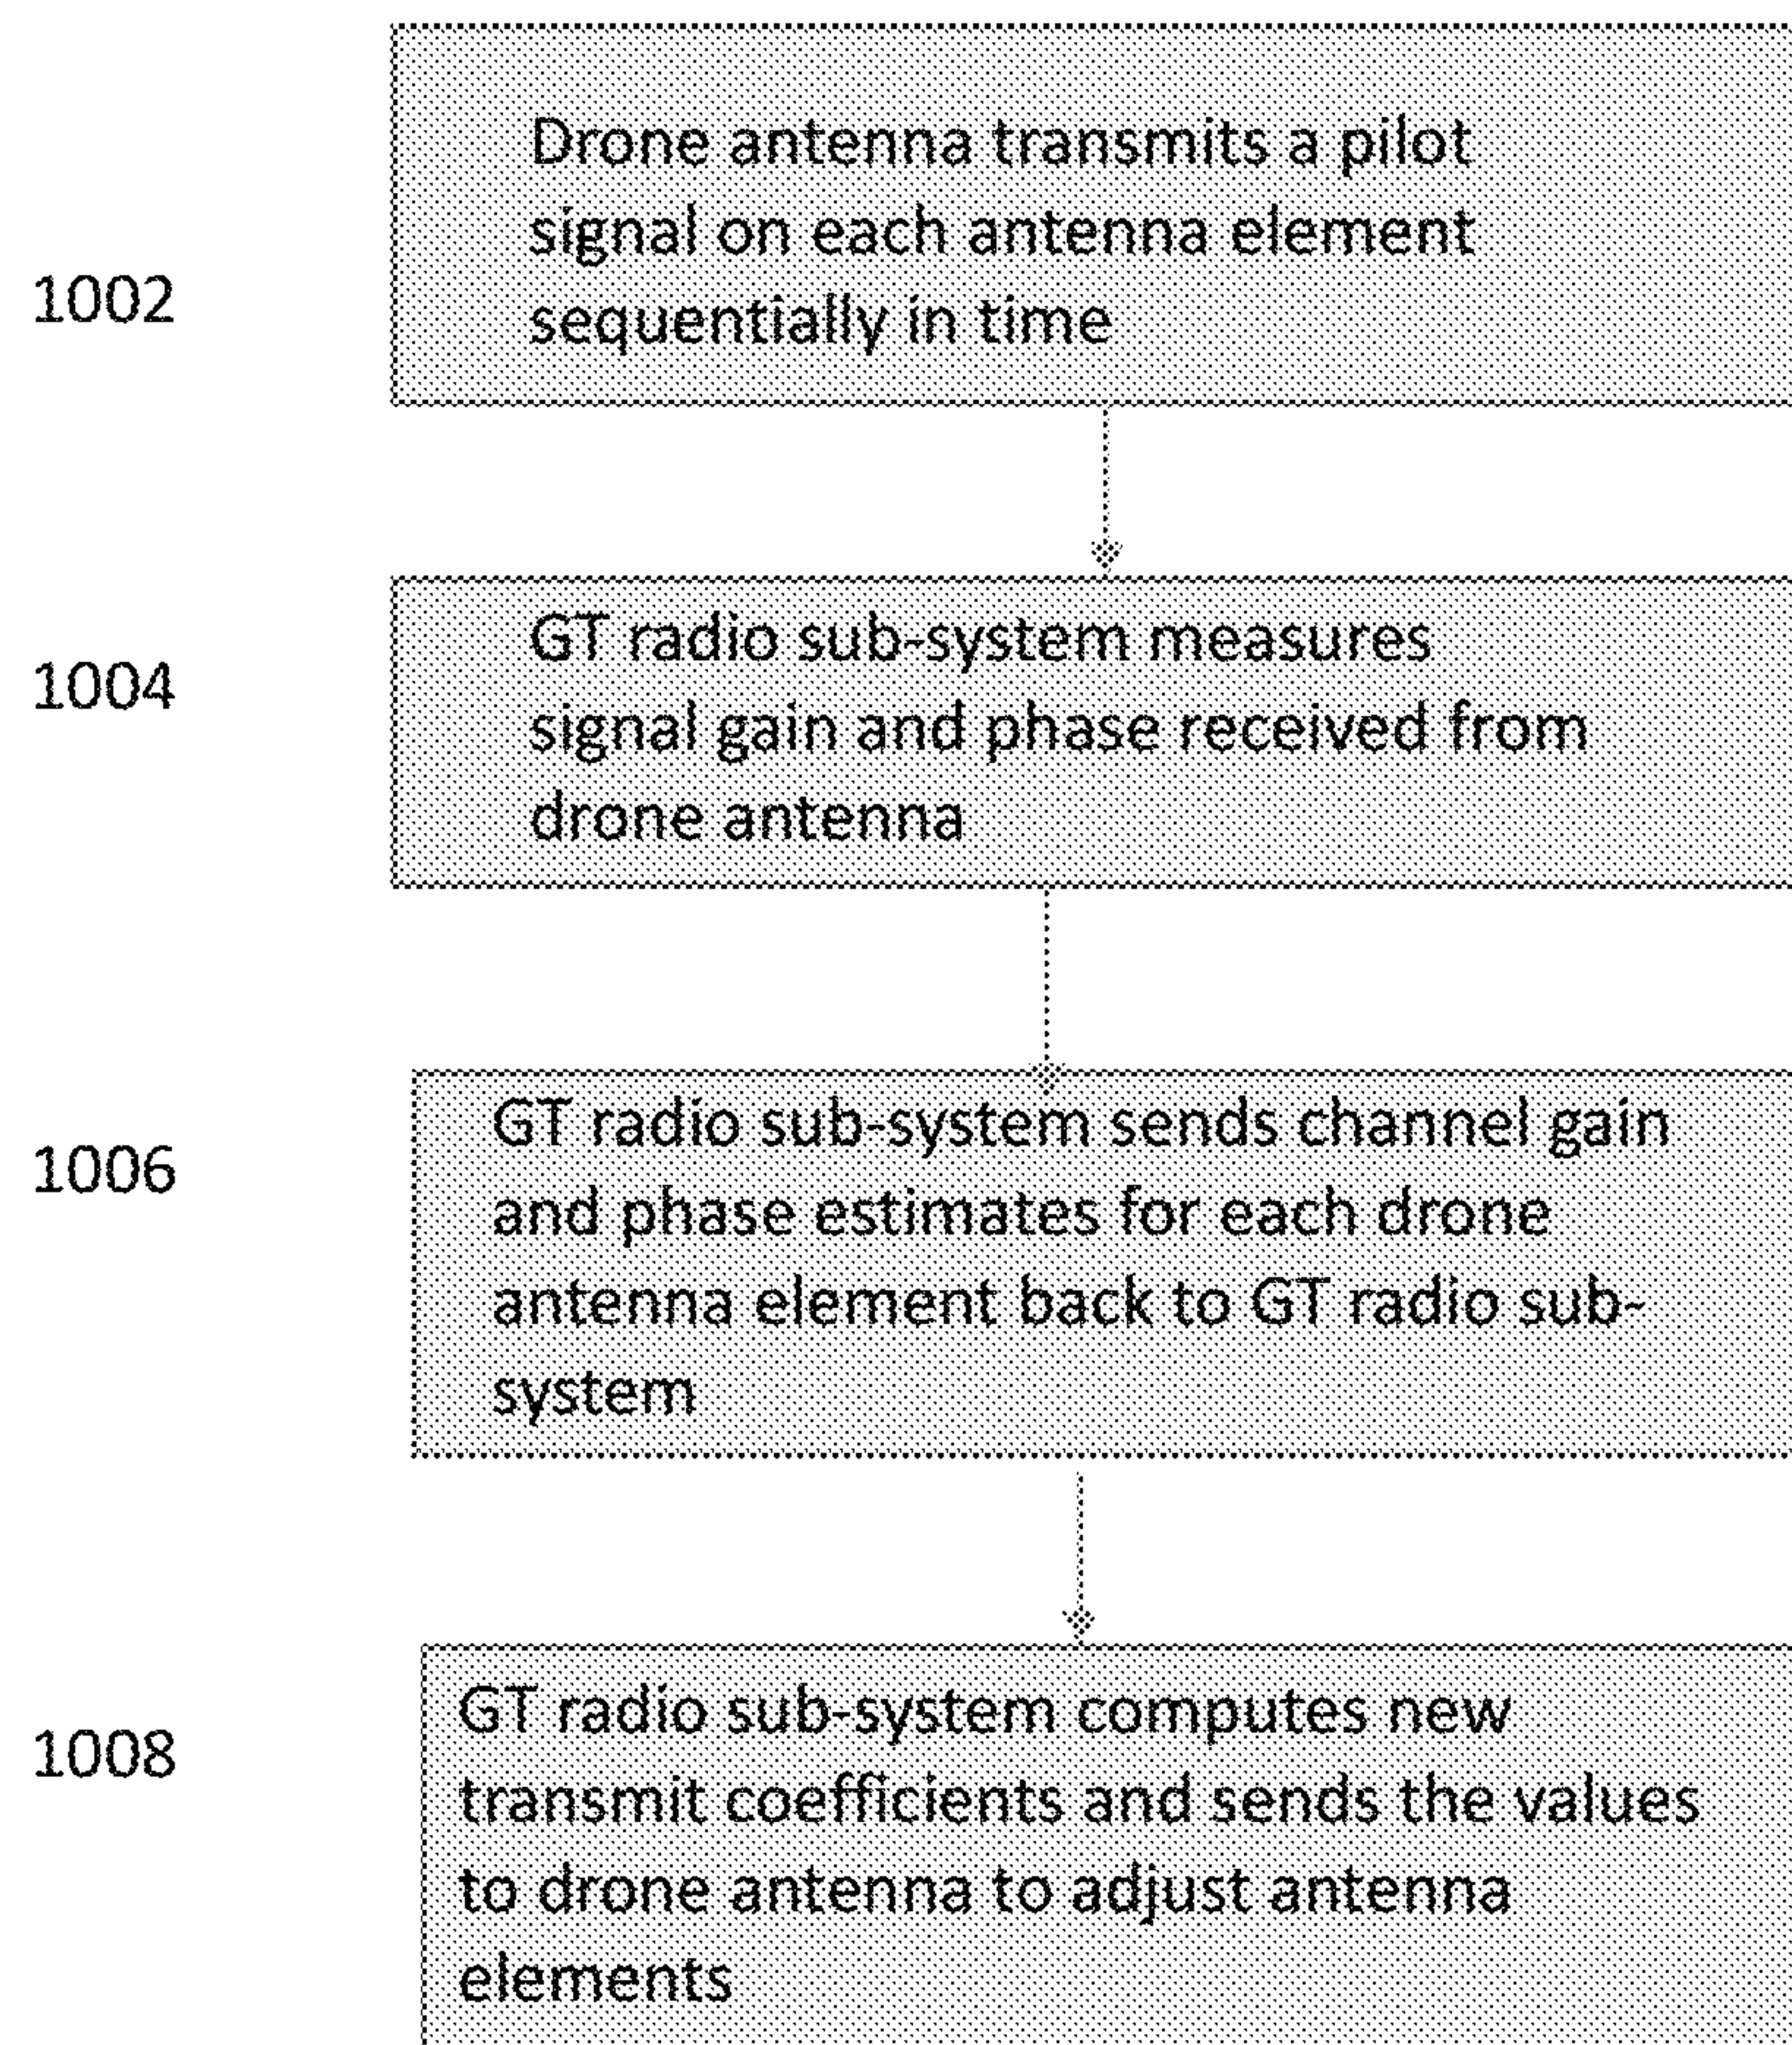 Drone antenna transmits a pilot
signal on each antenna element
1002
sequentially in time
GT radio sub-system measures
1004
signal gain and phase received from
drone antenna
GT radio sub-system sends channel gain
1006
and phase estimates for each drone
antenna element back to GT radio sub-
system
GT radio sub-system computes new
1008
transmit coefficients and sends the values
to drone antenna to adjust antenna
elements